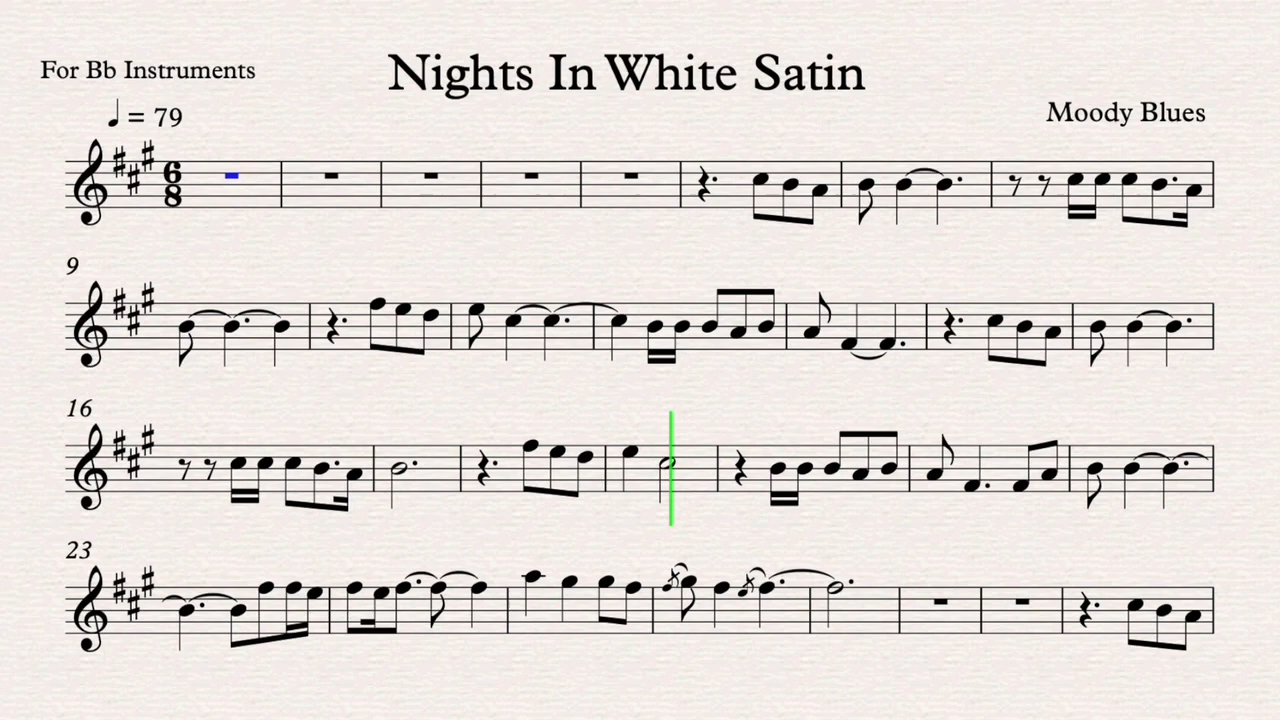 Nights In White Satin
For Bb Instruments
♩ = 79
Moody Blues
6
8
9
16
23